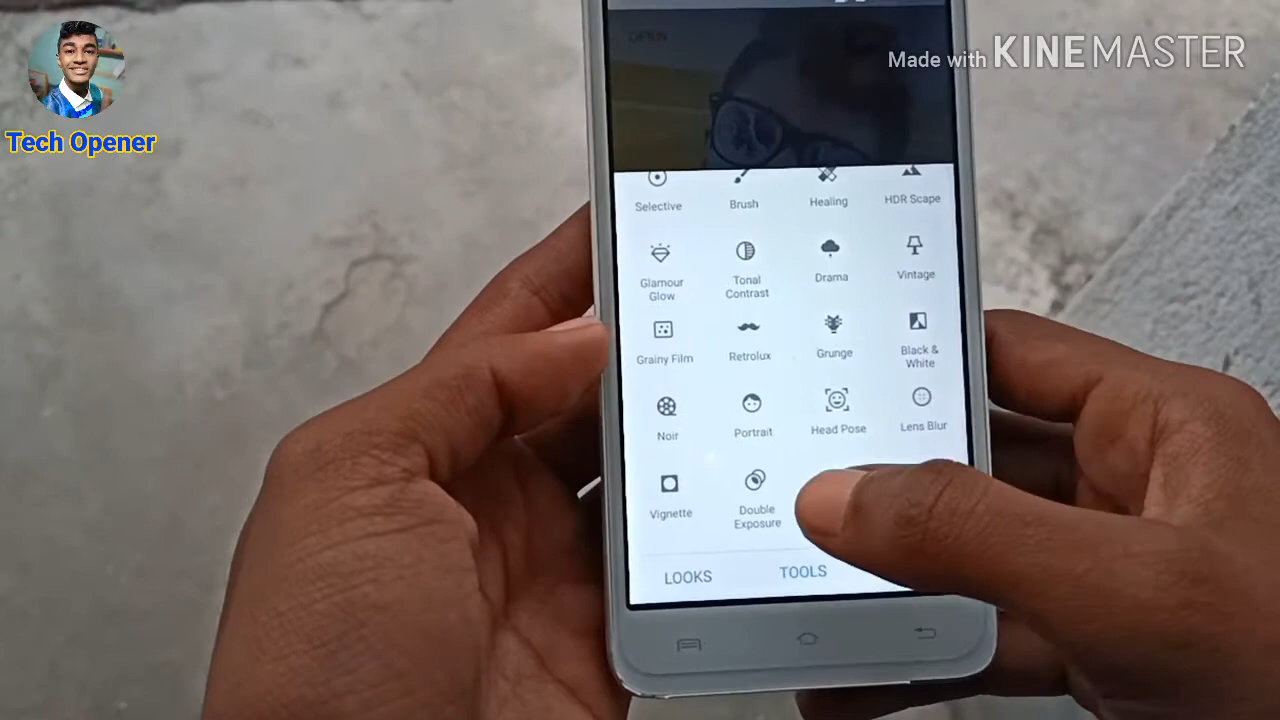 OPEN
Made with KINEMASTER
Tech Opener
Selective
Brush
Healing
HDR Scape
Glamour
Glow
Tonal
Contrast
Drama
Vintage
Grainy Film
Retrolux
Grunge
Black &
White
Noir
Portrait
Head Pose
Lens Blur
Vignette
Double
Exposure
LOOKS
TOOLS